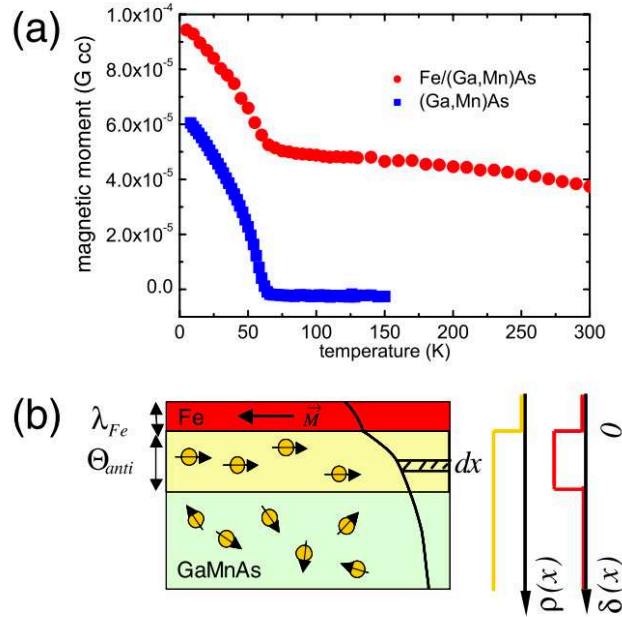 (a)
magnetic moment (G cc)
1.0x10⁻⁴
8.0x10⁻⁵
6.0x10⁻⁵
4.0x10⁻⁵
2.0x10⁻⁵
0.0
Fe/(Ga,Mn)As
(Ga,Mn)As
0 50 100 150 200 250 300
temperature (K)
(b)
λFe
Fe
M⃗
Θanti
dx
GaMnAs
0
ρ(x)
δ(x)